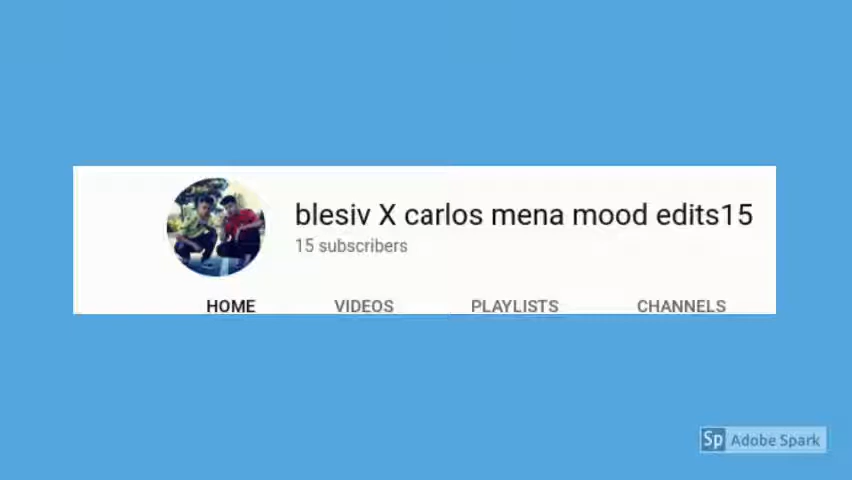 blesiv X carlos mena mood edits15
15 subscribers
HOME VIDEOS PLAYLISTS CHANNELS
Sp Adobe Spark